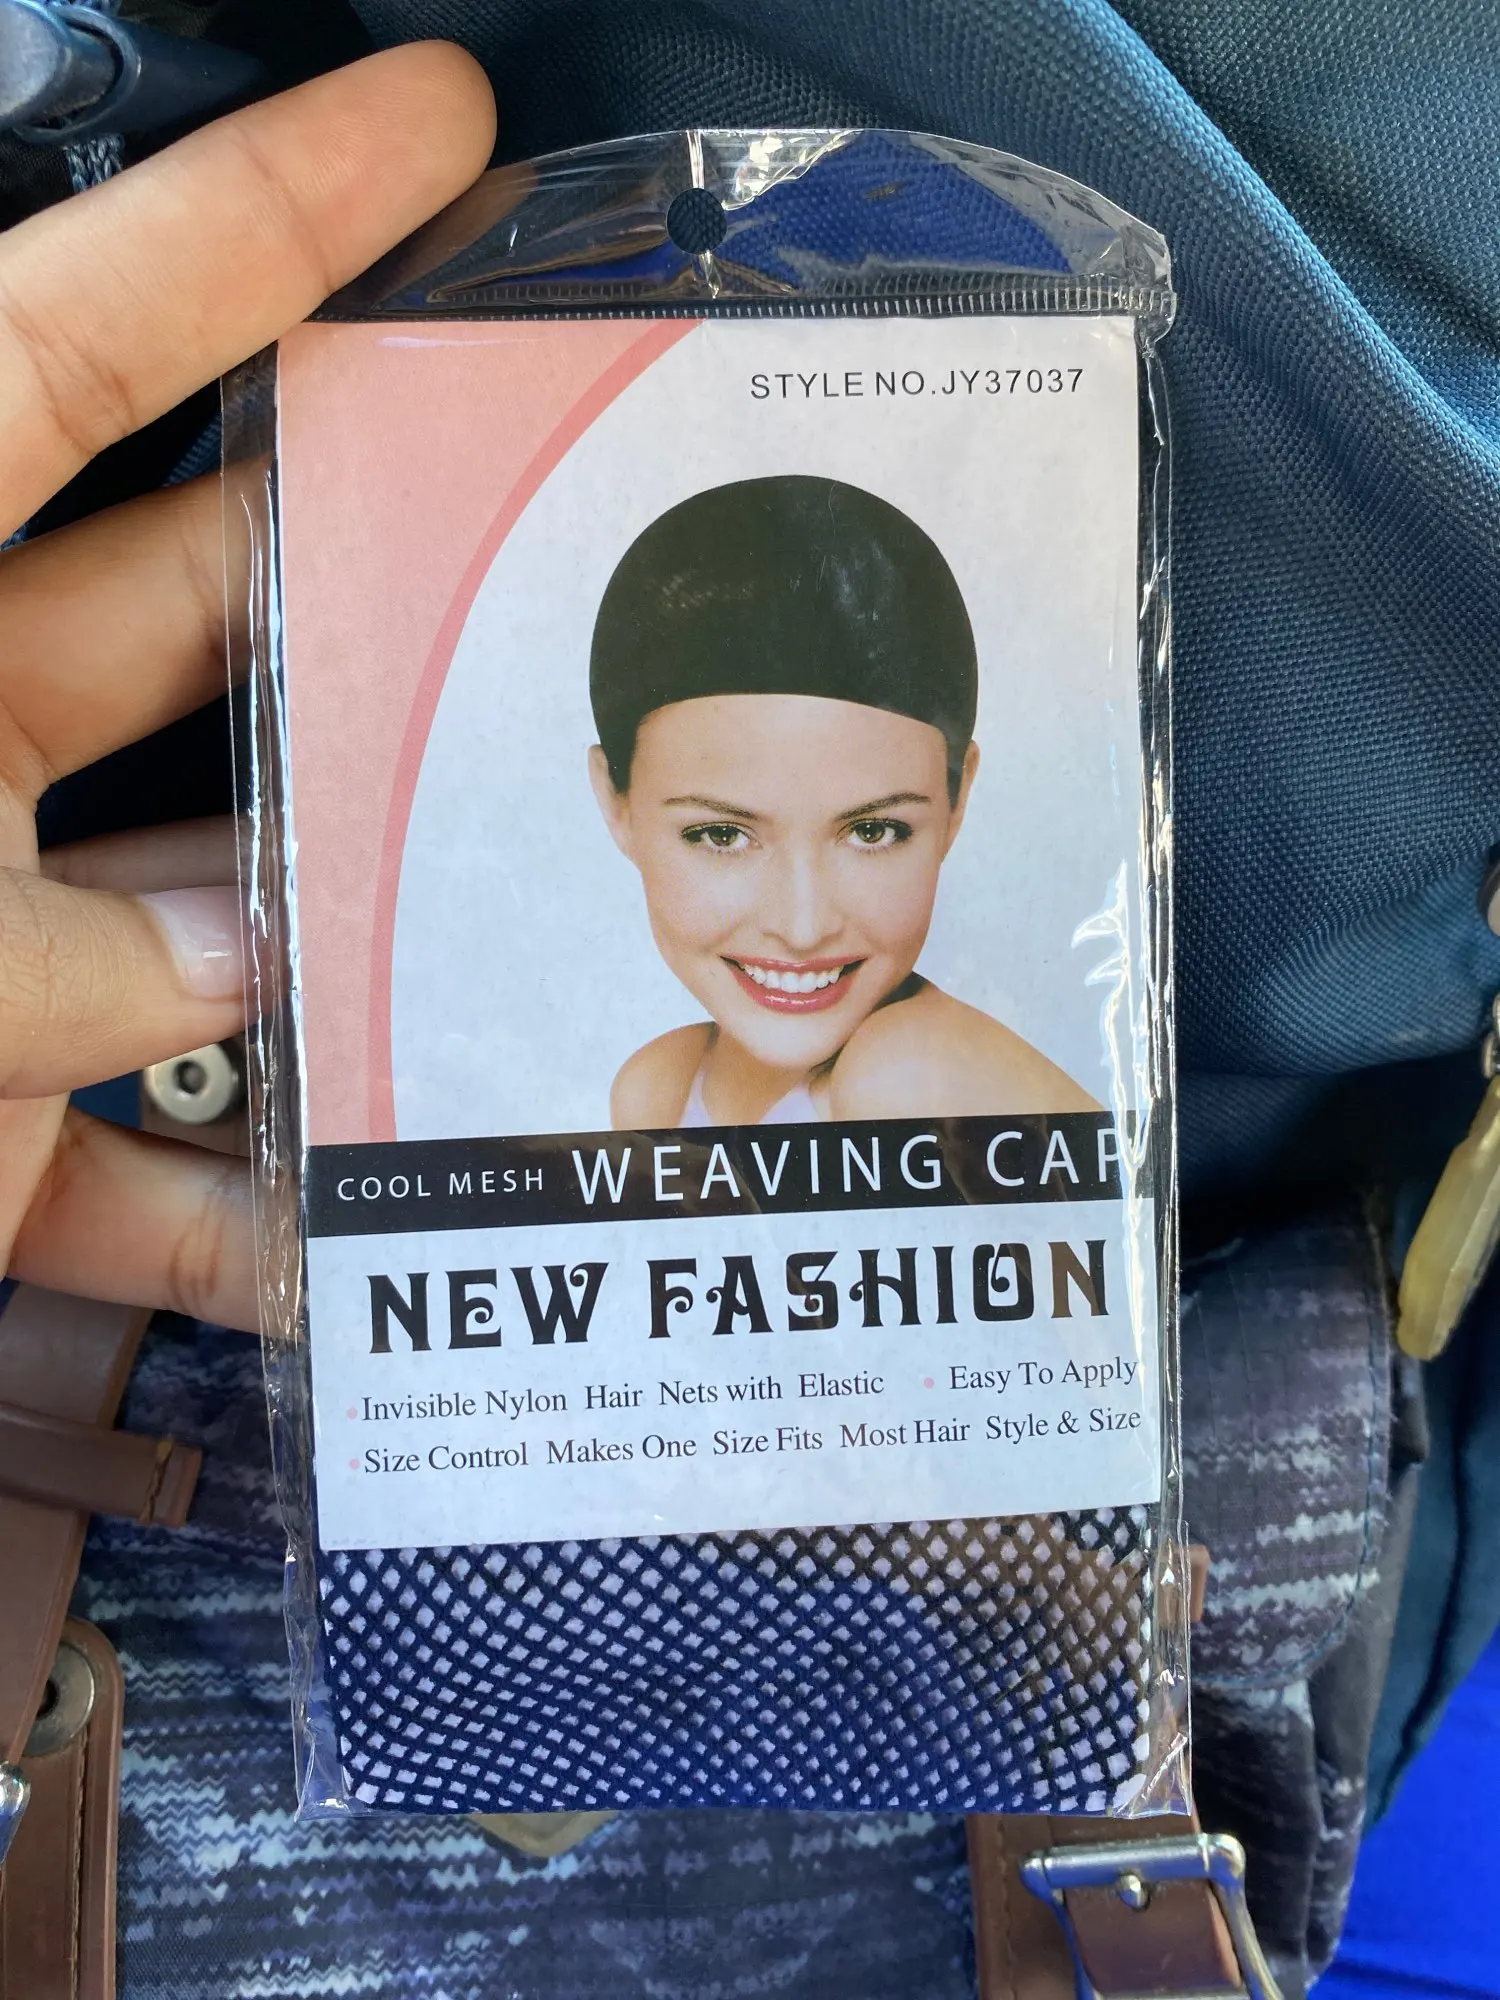 STYLE NO.JY37037
COOL MESH WEAVING CAP
NEW FASHION
Invisible Nylon Hair Nets with Elastic • Easy To Apply
Size Control Makes One Size Fits Most Hair Style & Size